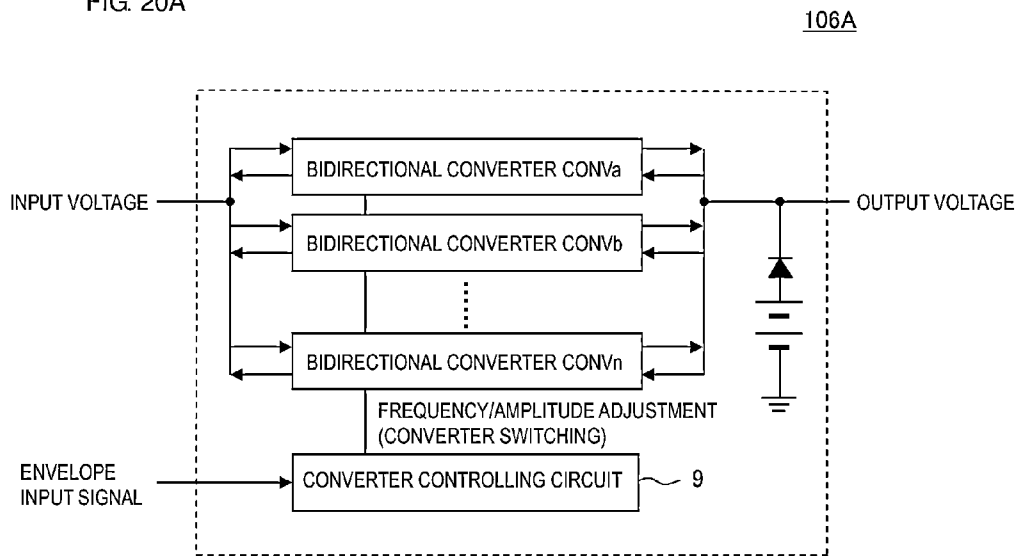 FIG. 20A
106A
BIDIRECTIONAL CONVERTER CONVa
INPUT VOLTAGE
OUTPUT VOLTAGE
BIDIRECTIONAL CONVERTER CONVb
BIDIRECTIONAL CONVERTER CONVn
FREQUENCY/AMPLITUDE ADJUSTMENT
(CONVERTER SWITCHING)
ENVELOPE
INPUT SIGNAL
CONVERTER CONTROLLING CIRCUIT
9